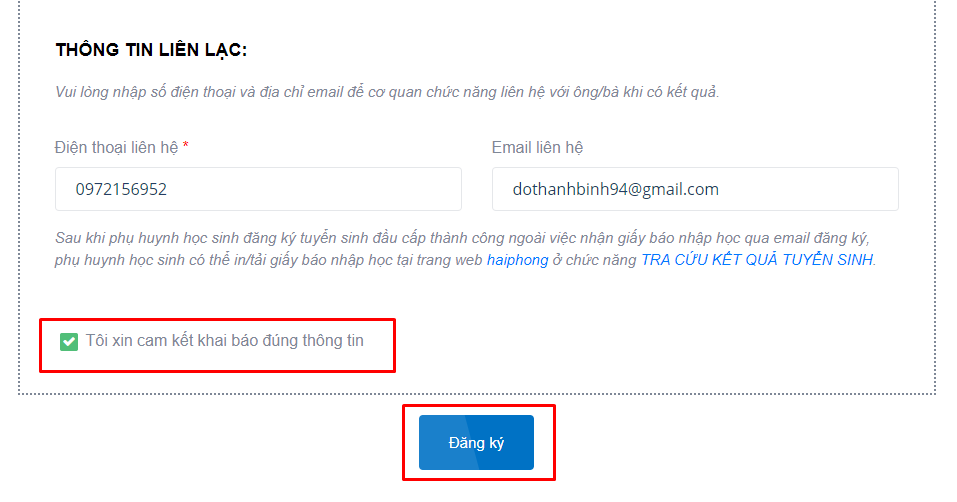 THÔNG TIN LIÊN LẠC:
Vui lòng nhập số điện thoại và địa chỉ email để cơ quan chức năng liên hệ với ông/bà khi có kết quả.
Điện thoại liên hệ *
Email liên hệ
0972156952
dothanhbinh94@gmail.com
Sau khi phụ huynh học sinh đăng ký tuyển sinh đầu cấp thành công ngoài việc nhận giấy báo nhập học qua email đăng ký,
phụ huynh học sinh có thể in/tải giấy báo nhập học tại trang web haiphong ở chức năng TRA CỨU KẾT QUẢ TUYỂN SINH.
Tôi xin cam kết khai báo đúng thông tin
Đăng ký